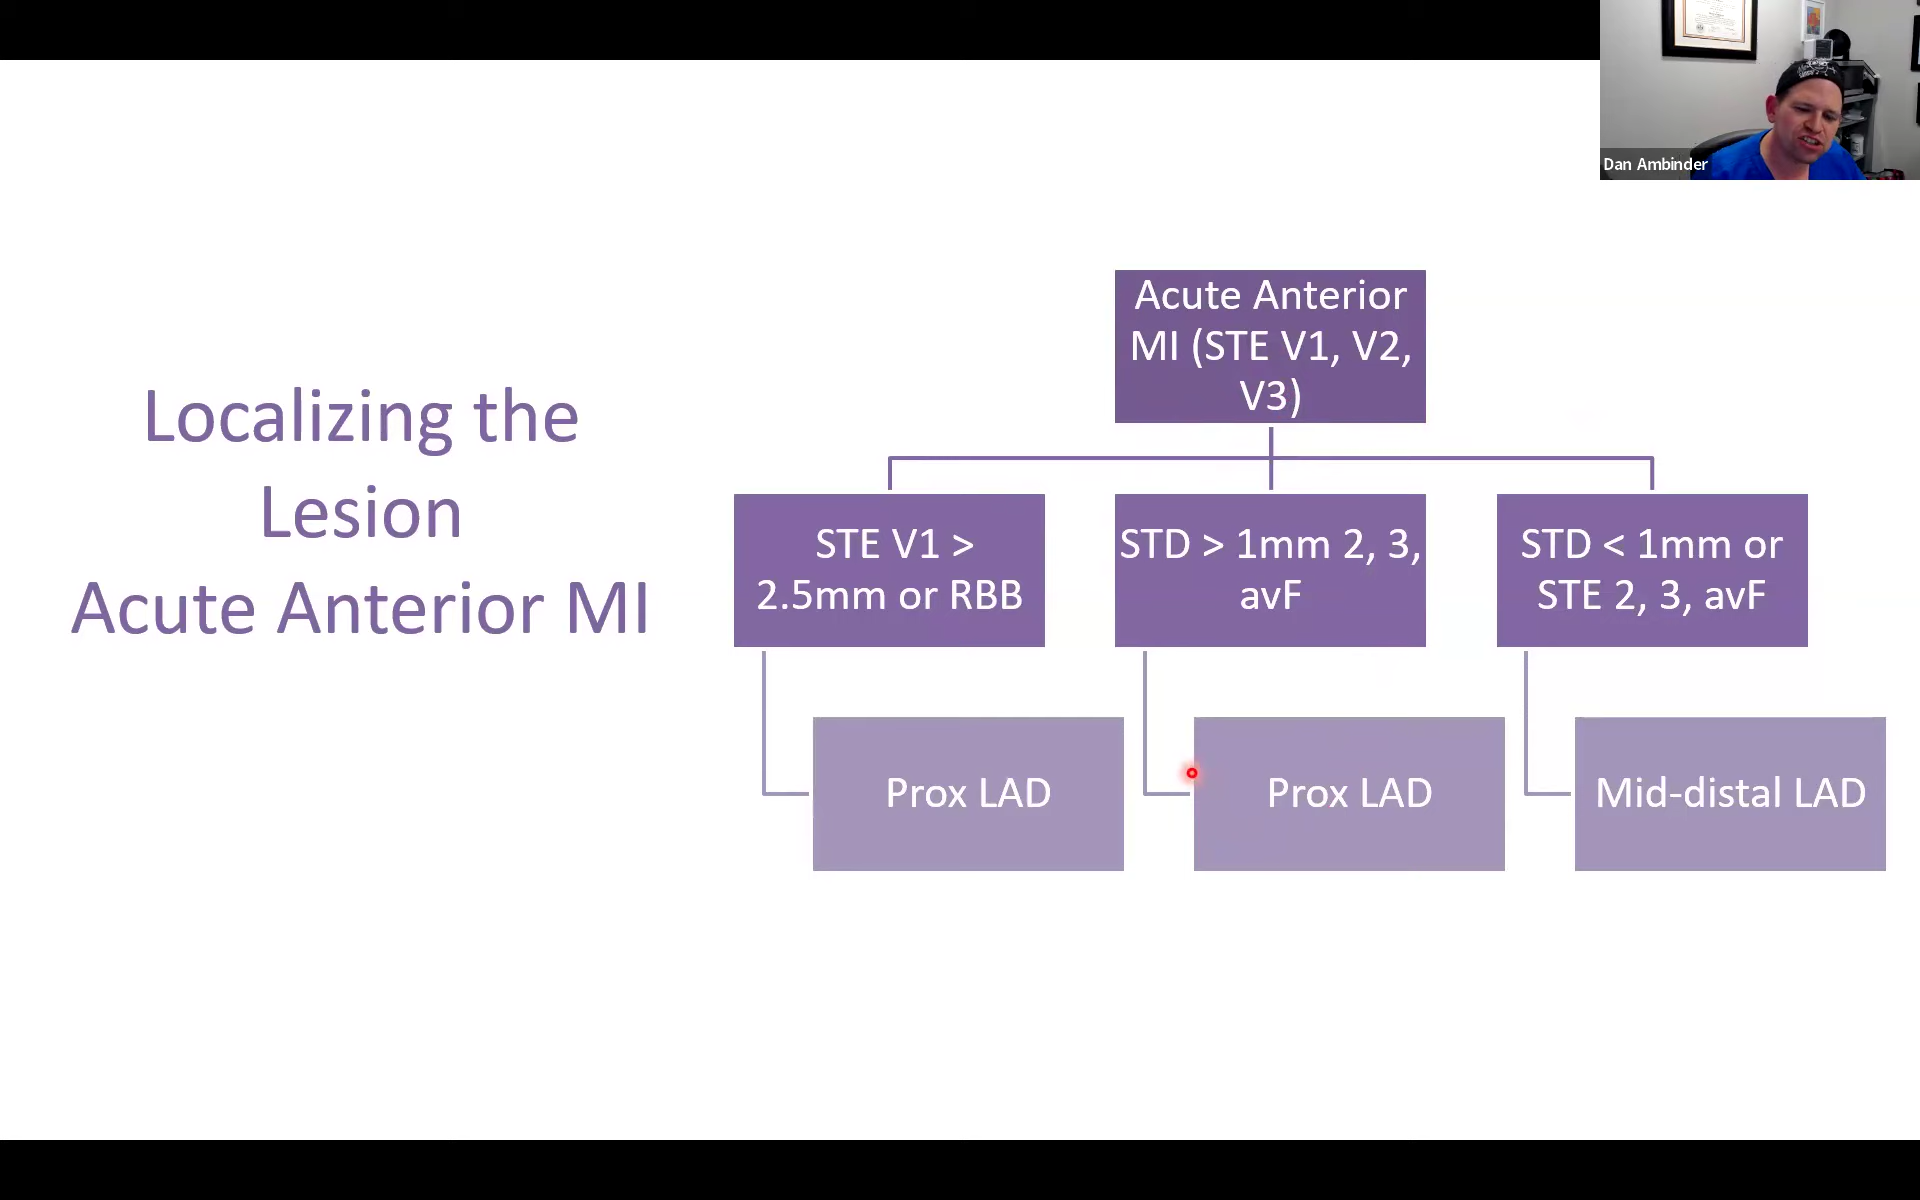 Dan Ambinder
Localizing the
Lesion
Acute Anterior MI
Acute Anterior
MI (STE V1, V2,
V3)
STE V1 >
2.5mm or RBB
STD > 1mm 2, 3,
avF
STD < 1mm or
STE 2, 3, avF
Prox LAD
Prox LAD
Mid-distal LAD